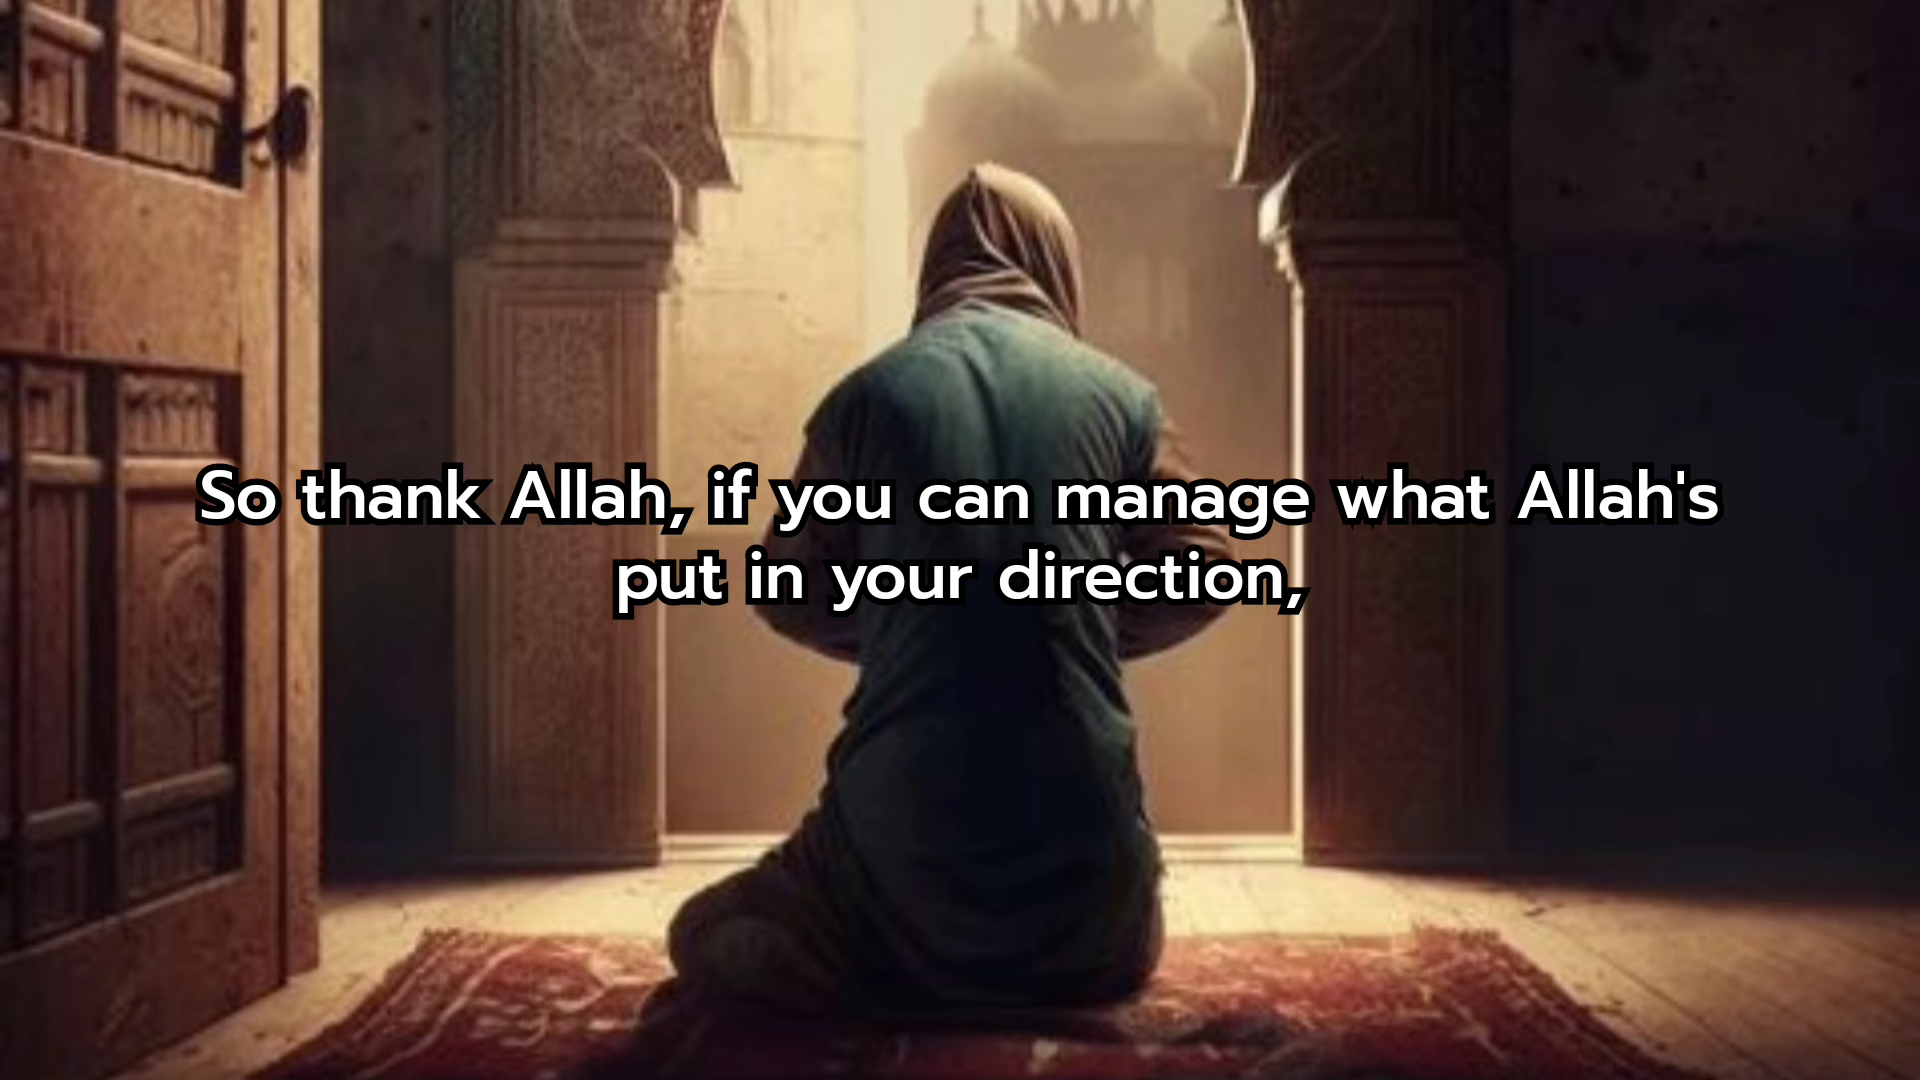 So thank Allah, if you can manage what Allah's
put in your direction,